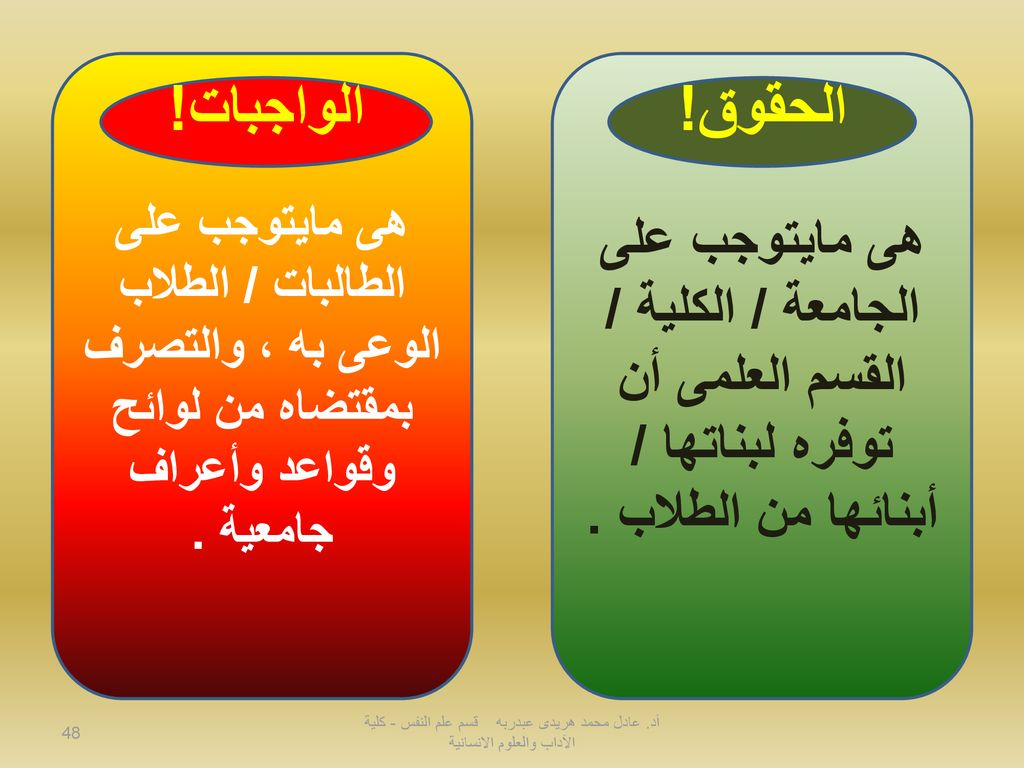 الحقوق!
هى مايتوجب على
الجامعة / الكلية /
القسم العلمى أن
توفره لبناتها /
أبنائها من الطلاب .
الواجبات!
هى مايتوجب على
الطالبات / الطلاب
الوعى به ، والتصرف
بمقتضاه من لوائح
وقواعد وأعراف
جامعية .
أد. عادل محمد هريدى عبدربه قسم علم النفس - كلية
الآداب والعلوم الانسانية
48